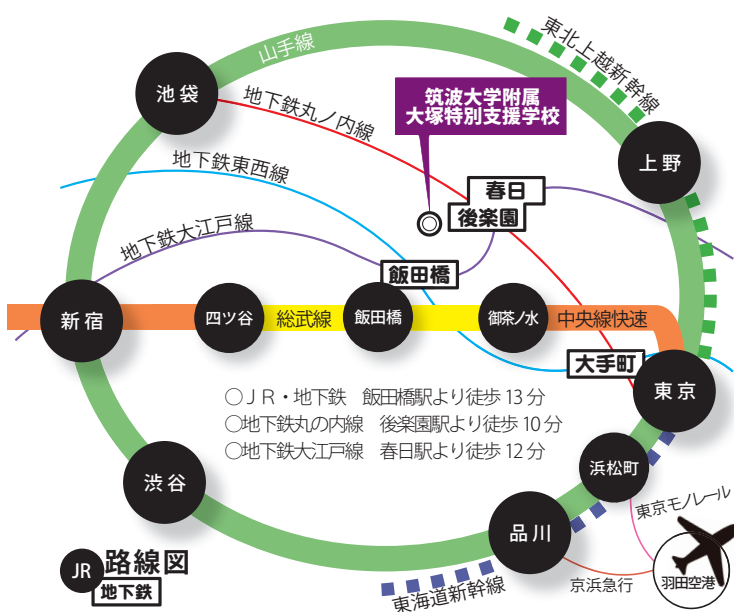 東北上越新幹線
山手線
池袋
地下鉄丸ノ内線
筑波大学附属
大塚特別支援学校
上野
地下鉄東西線
春日
後楽園
地下鉄大江戸線
飯田橋
新宿
四ツ谷
総武線
飯田橋
御茶ノ水
中央線快速
大手町
東京
○ＪＲ・地下鉄　飯田橋駅より徒歩13分
○地下鉄丸の内線　後楽園駅より徒歩10分
○地下鉄大江戸線　春日駅より徒歩12分
渋谷
浜松町
東京モノレール
品川
JR
路線図
地下鉄
東海道新幹線
京浜急行
羽田空港